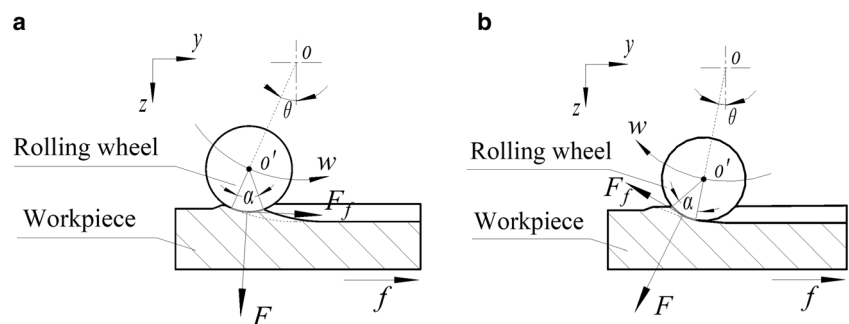 a
y
z
o
θ
Rolling wheel
o'
w
α
F_f
Workpiece
F
f
b
y
z
o
θ
w
Rolling wheel
o'
F_f
α
Workpiece
F
f